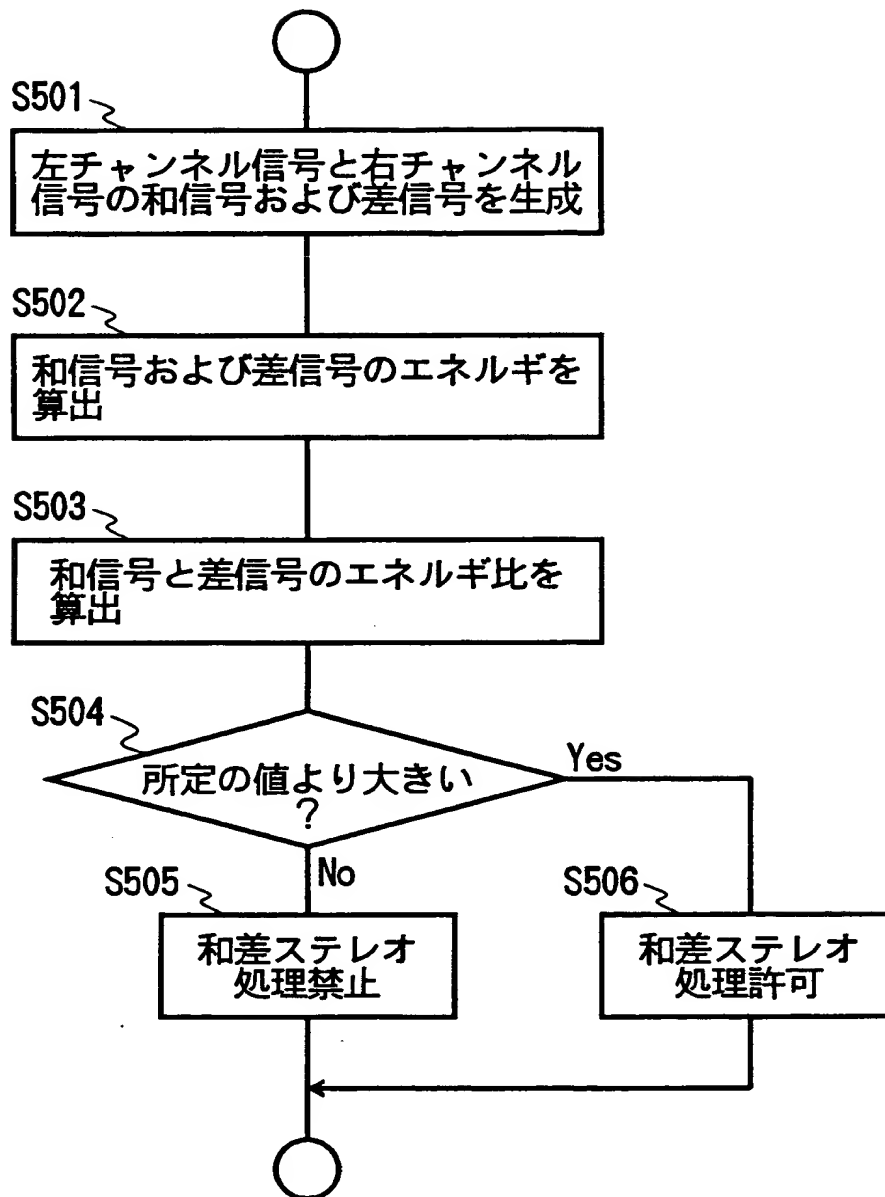 S501
左チャンネル信号と右チャンネル
信号の和信号および差信号を生成
S502
和信号および差信号のエネルギを
算出
S503
和信号と差信号のエネルギ比を
算出
S504
所定の値より大きい
?
Yes
No
S505
和差ステレオ
処理禁止
S506
和差ステレオ
処理許可